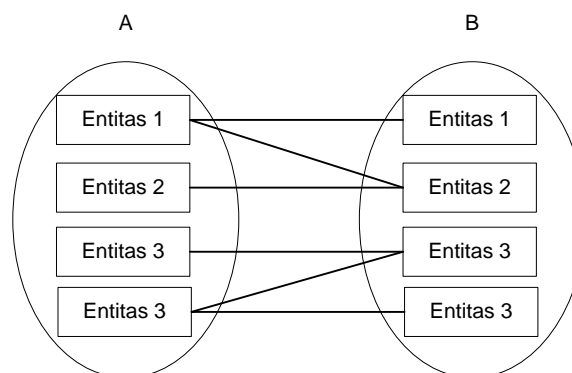 A B
Entitas 1 Entitas 1
Entitas 2 Entitas 2
Entitas 3 Entitas 3
Entitas 3 Entitas 3